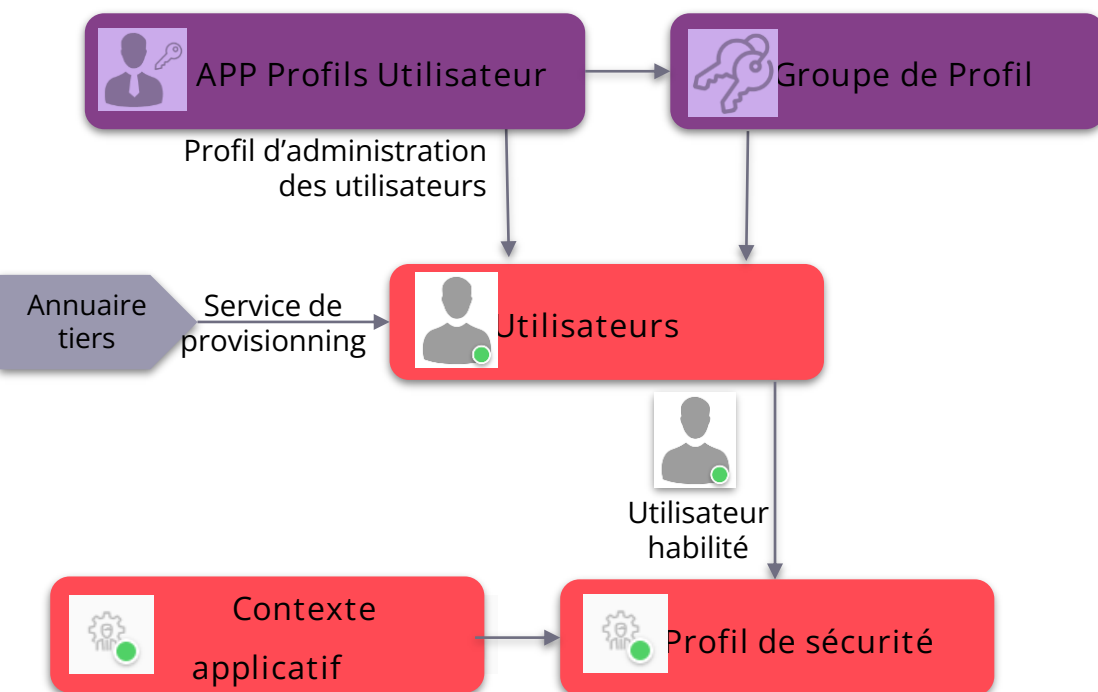 APP Profils Utilisateur
Groupe de Profil
Profil d’administration
des utilisateurs
Annuaire
tiers
Service de
provisionning
Utilisateurs
Utilisateur
habilité
Contexte
applicatif
Profil de sécurité